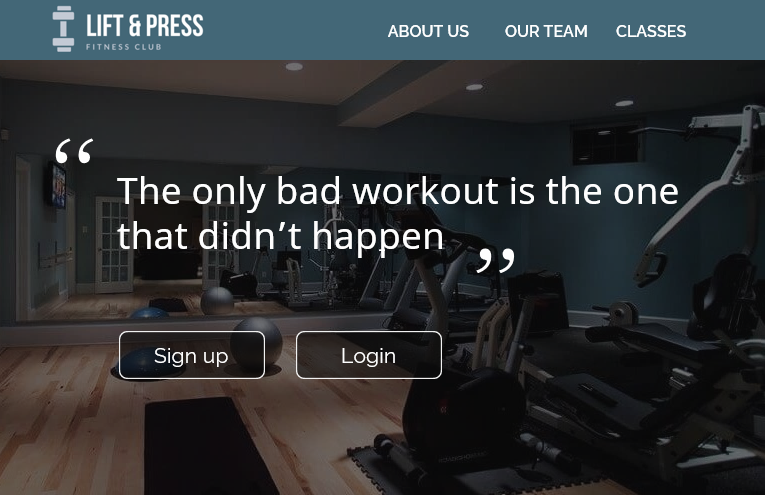 LIFT & PRESS
FITNESS CLUB
ABOUT US
OUR TEAM
CLASSES
“
The only bad workout is the one
that didn’t happen
”
Sign up
Login